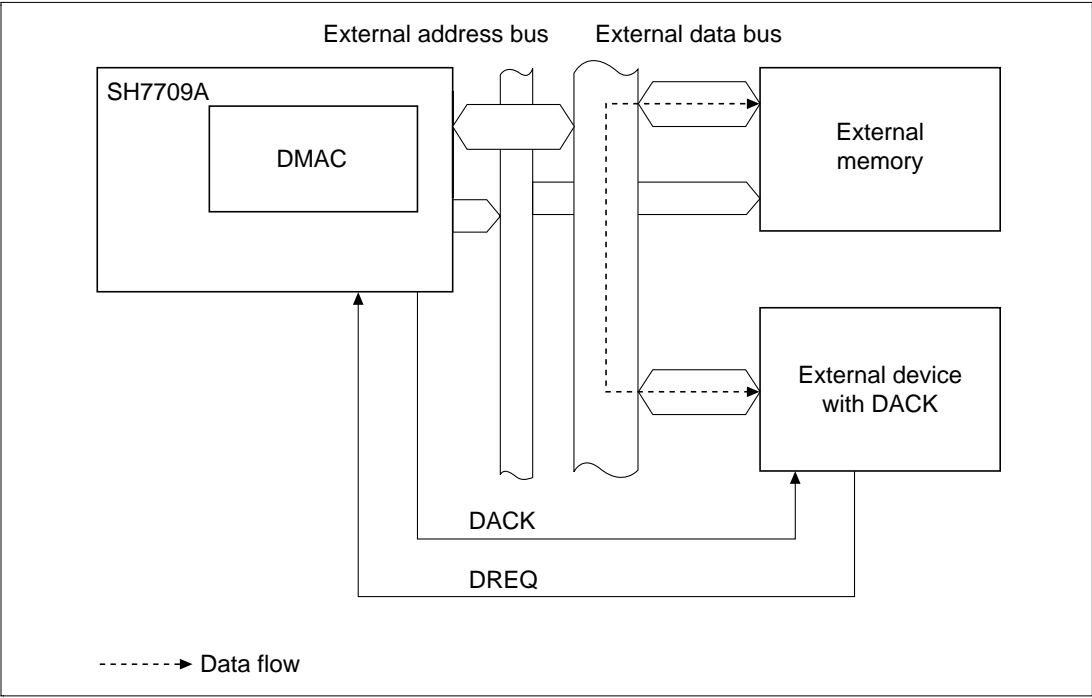 External address bus
External data bus
SH7709A
DMAC
External
memory
External device
with DACK
DACK
DREQ
Data flow